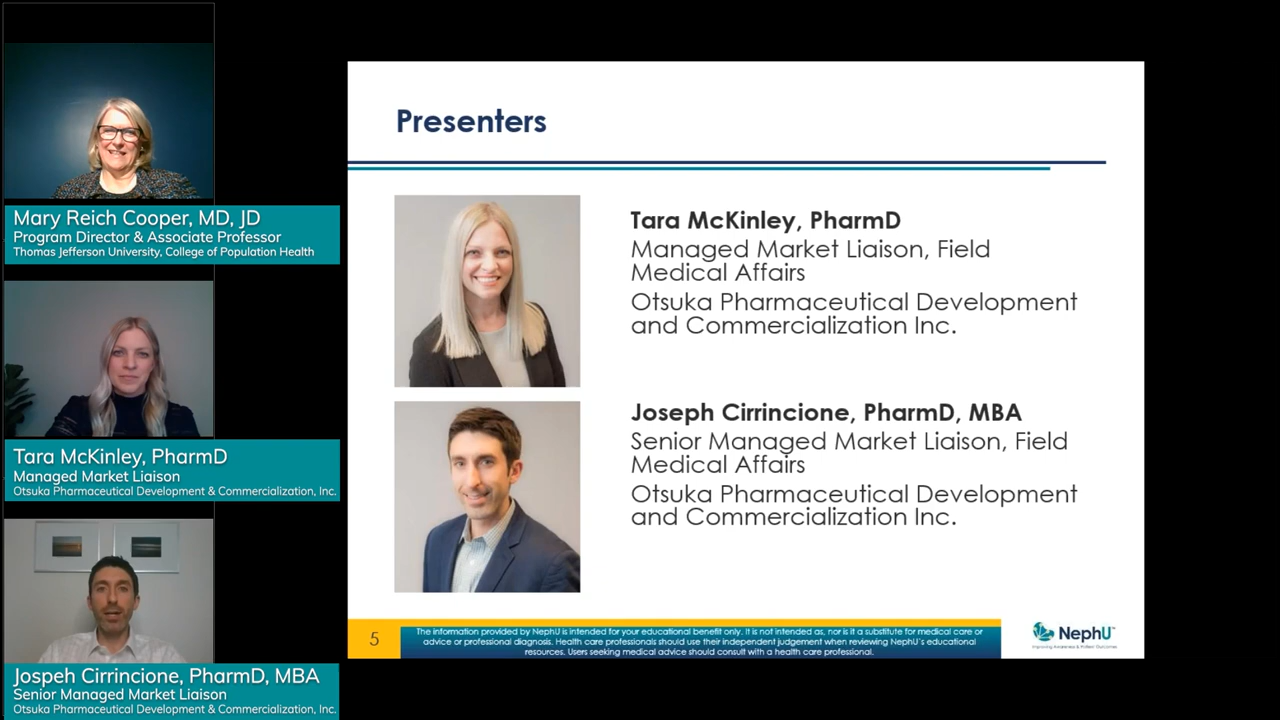 Mary Reich Cooper, MD, JD
Program Director & Associate Professor
Thomas Jefferson University, College of Population Health
Tara McKinley, PharmD
Managed Market Liaison
Otsuka Pharmaceutical Development & Commercialization, Inc.
Jospeh Cirrincione, PharmD, MBA
Senior Managed Market Liaison
Otsuka Pharmaceutical Development & Commercialization, Inc.
Presenters
Tara McKinley, PharmD
Managed Market Liaison, Field
Medical Affairs
Otsuka Pharmaceutical Development
and Commercialization Inc.
Joseph Cirrincione, PharmD, MBA
Senior Managed Market Liaison, Field
Medical Affairs
Otsuka Pharmaceutical Development
and Commercialization Inc.
5
The information provided by NephU is intended for your educational benefit only. It is not intended as, nor is it a substitute for medical care or
advice or professional diagnosis. Health care professionals should use their independent judgement when reviewing NephU's educational
resources. Users seeking medical advice should consult with a health care professional.
NephU™
Improving Awareness & Patient Outcomes